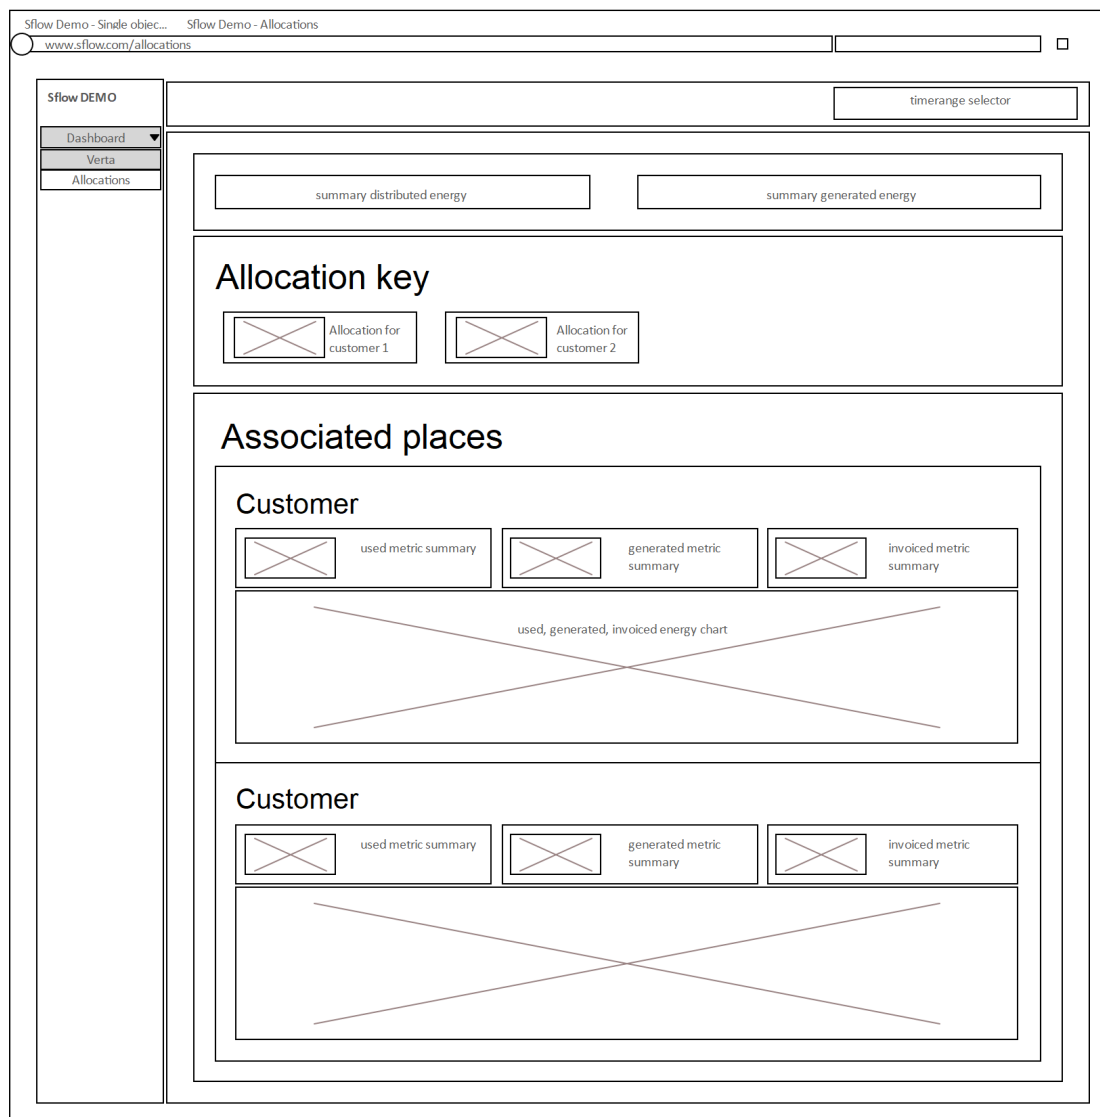 Sflow Demo - Single objec...
Sflow Demo - Allocations
www.sflow.com/allocations
Sflow DEMO
timerange selector
Dashboard
Verta
Allocations
summary distributed energy
summary generated energy
Allocation key
Allocation for
customer 1
Allocation for
customer 2
Associated places
Customer
used metric summary
generated metric
summary
invoiced metric
summary
used, generated, invoiced energy chart
Customer
used metric summary
generated metric
summary
invoiced metric
summary